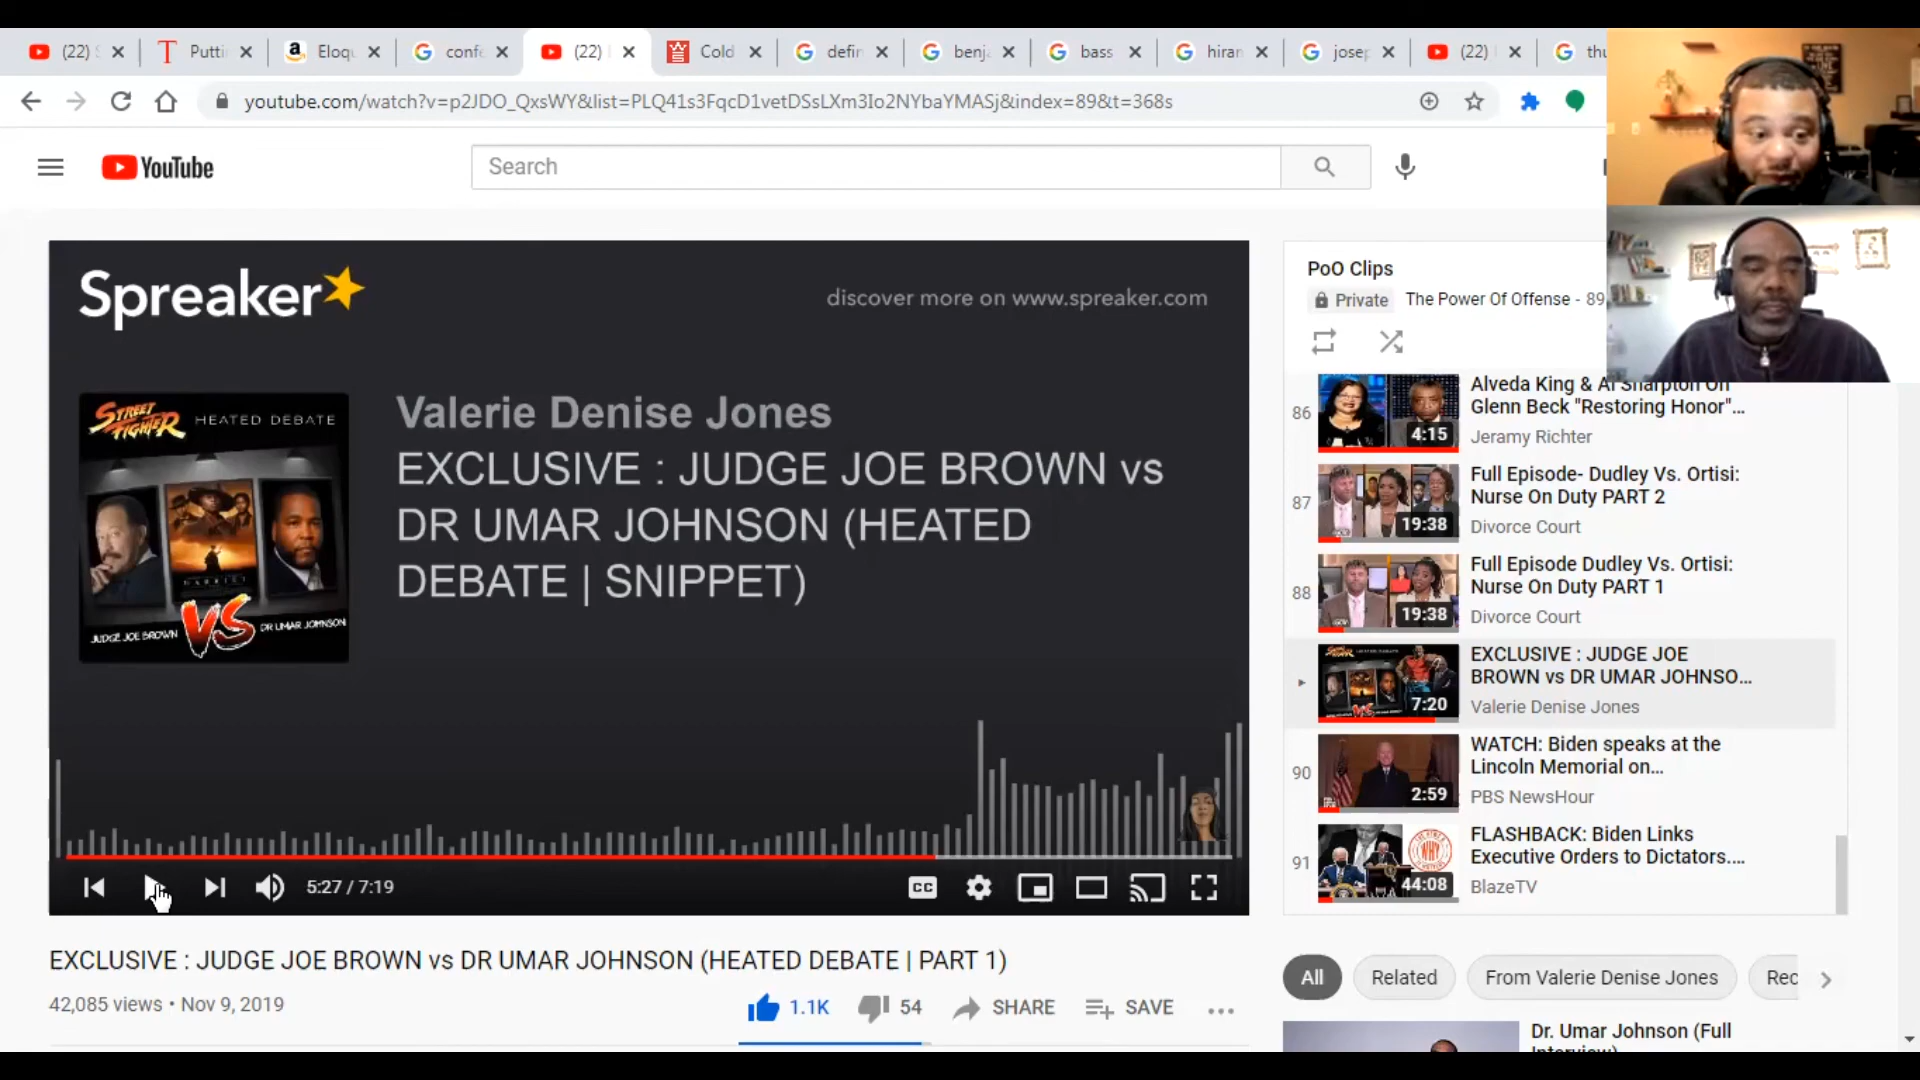 (22)
Putti
Eloqu
confe
(22)
Cold
defin
benja
bass
hiran
josep
(22)
thu
youtube.com/watch?v=p2JDO_QxsWY&list=PLQ41s3FqcD1vetDSsLXm3Io2NYbaYMASj&index=89&t=368s
YouTube
Search
Spreaker
discover more on www.spreaker.com
STREET FIGHTER
HEATED DEBATE
HARRIET
VS
JUDGE JOE BROWN
DR UMAR JOHNSON
Valerie Denise Jones
EXCLUSIVE : JUDGE JOE BROWN vs
DR UMAR JOHNSON (HEATED
DEBATE | SNIPPET)
CC
5:27 / 7:19
EXCLUSIVE : JUDGE JOE BROWN vs DR UMAR JOHNSON (HEATED DEBATE | PART 1)
42,085 views • Nov 9, 2019
1.1K
54
SHARE
SAVE
PoO Clips
Private
The Power Of Offense - 89
86
4:15
Alveda King & Al Sharpton On
Glenn Beck "Restoring Honor"...
Jeramy Richter
87
19:38
Full Episode- Dudley Vs. Ortisi:
Nurse On Duty PART 2
Divorce Court
88
19:38
Full Episode Dudley Vs. Ortisi:
Nurse On Duty PART 1
Divorce Court
7:20
EXCLUSIVE : JUDGE JOE
BROWN vs DR UMAR JOHNSO...
Valerie Denise Jones
90
2:59
WATCH: Biden speaks at the
Lincoln Memorial on...
PBS NewsHour
91
WHY
44:08
FLASHBACK: Biden Links
Executive Orders to Dictators....
BlazeTV
All
Related
From Valerie Denise Jones
Rec
Dr. Umar Johnson (Full
Interview)